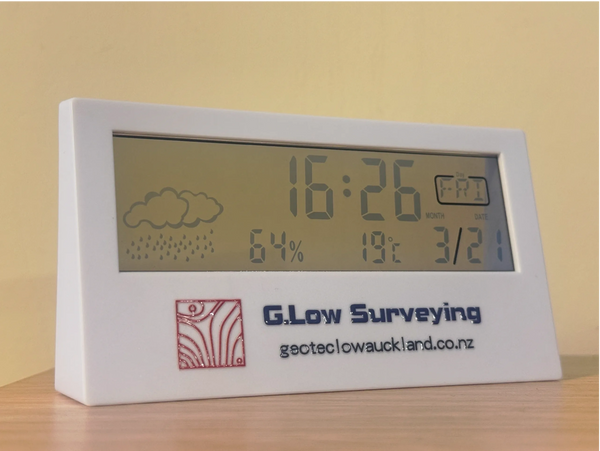 16:26 FRI
MONTH DATE
64% 19°C 3/21
G.Low Surveying
geoteclowauckland.co.nz